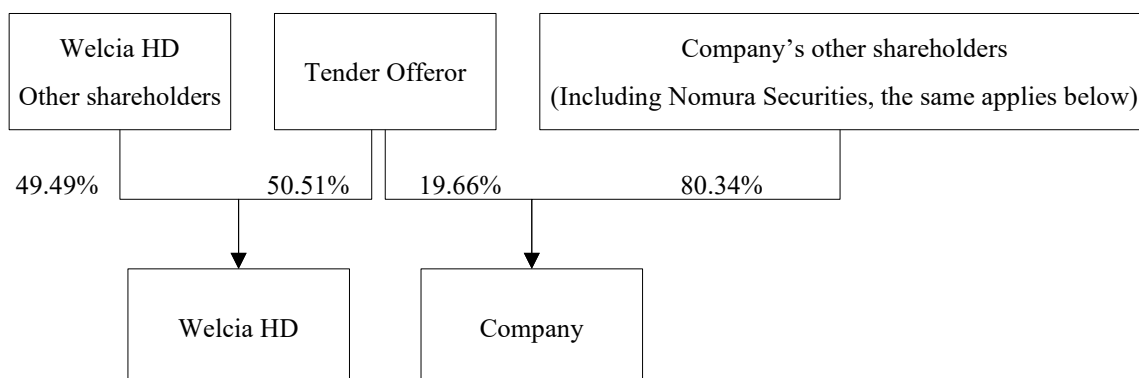 Welcia HD
Other shareholders
Tender Offeror
Company’s other shareholders
(Including Nomura Securities, the same applies below)
49.49%
50.51%
19.66%
80.34%
Welcia HD
Company